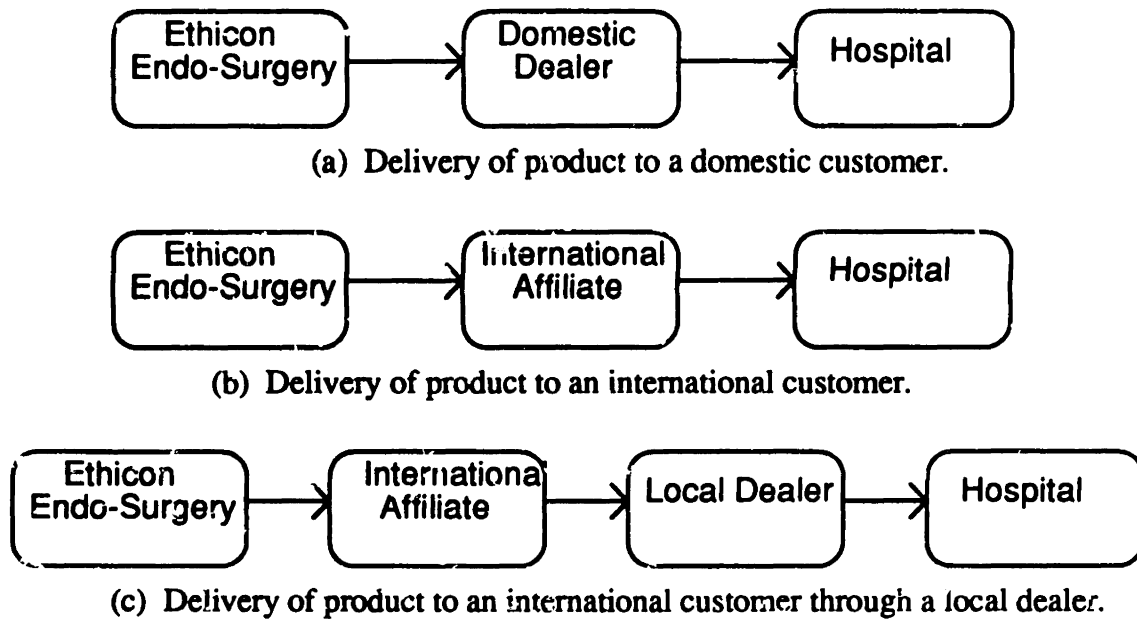 Ethicon
Endo-Surgery
Domestic
Dealer
Hospital
(a) Delivery of product to a domestic customer.
Ethicon
Endo-Surgery
International
Affiliate
Hospital
(b) Delivery of product to an international customer.
Ethicon
Endo-Surgery
International
Affiliate
Local Dealer
Hospital
(c) Delivery of product to an international customer through a local dealer.